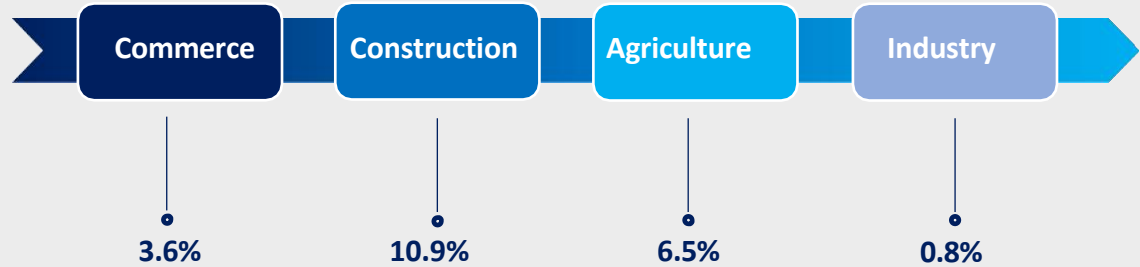 Commerce
Construction
Agriculture
Industry
3.6%
10.9%
6.5%
0.8%